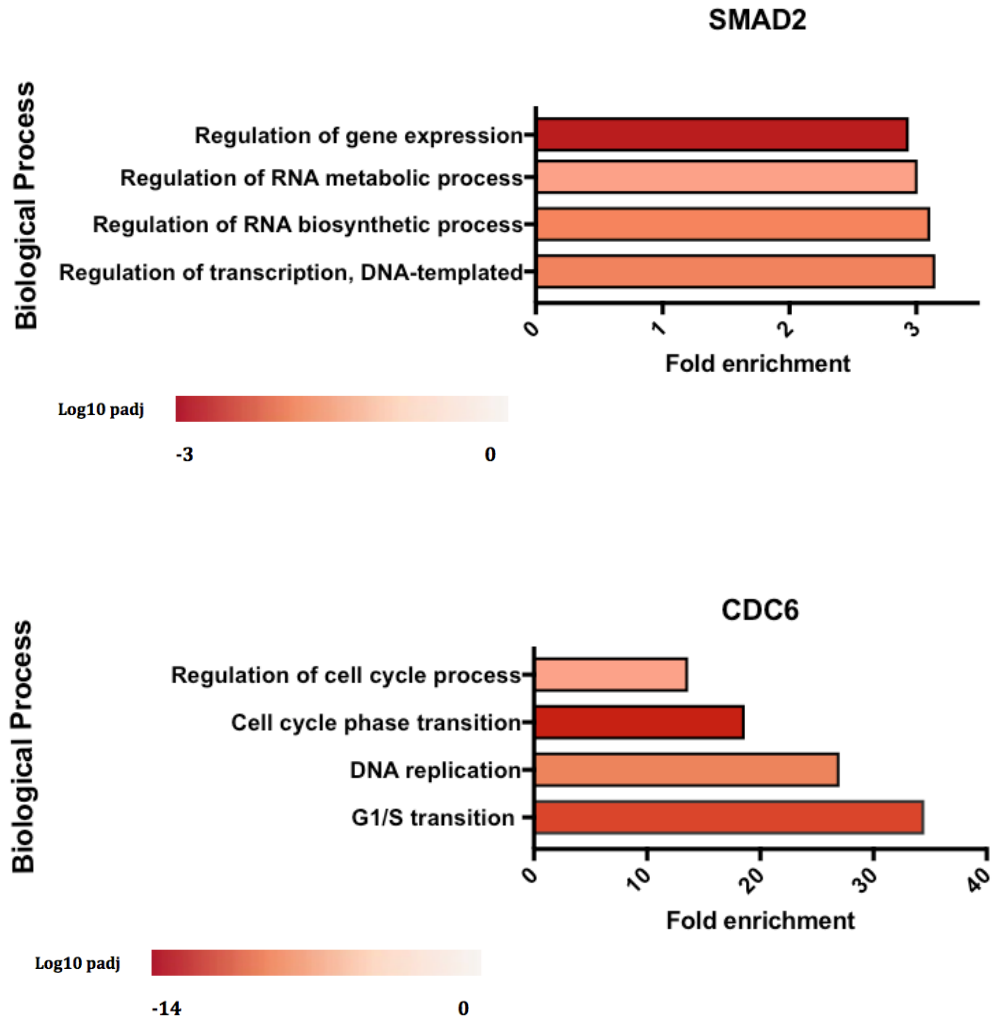 SMAD2
Biological Process
Regulation of gene expression
Regulation of RNA metabolic process
Regulation of RNA biosynthetic process
Regulation of transcription, DNA-templated
0 1 2 3
Fold enrichment
Log10 padj
-3 0
CDC6
Biological Process
Regulation of cell cycle process
Cell cycle phase transition
DNA replication
G1/S transition
0 10 20 30 40
Fold enrichment
Log10 padj
-14 0